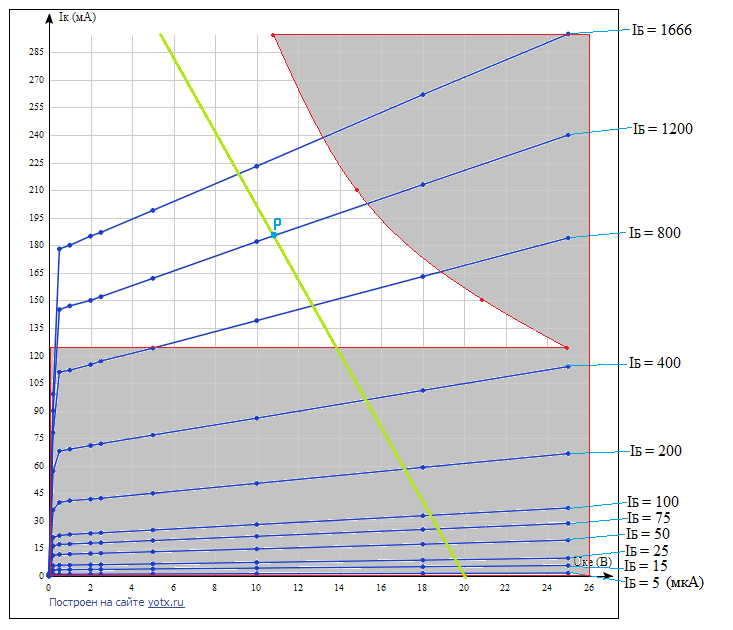 Iк (мА)
285
270
255
240
225
210
195
180
165
150
135
120
105
90
75
60
45
30
15
0
0 2 4 6 8 10 12 14 16 18 20 22 24 26
Uке (В)
P
IБ = 1666
IБ = 1200
IБ = 800
IБ = 400
IБ = 200
IБ = 100
IБ = 75
IБ = 50
IБ = 25
IБ = 15
IБ = 5 (мкА)
Построен на сайте yotx.ru